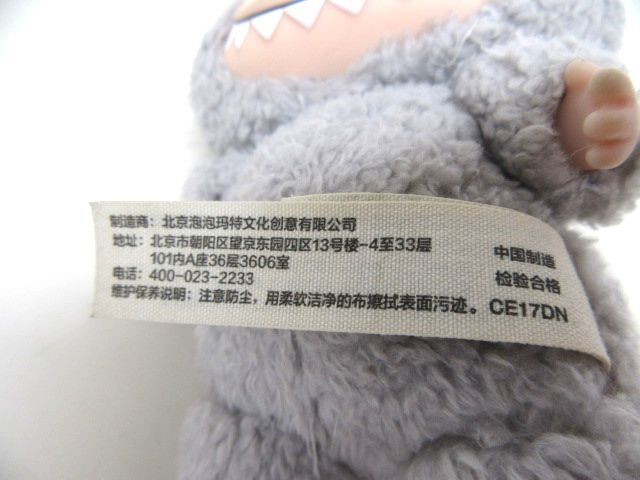 制造商：北京泡泡玛特文化创意有限公司
地址：北京市朝阳区望京东园四区13号楼-4至33层
101内A座36层3606室
电话：400-023-2233
维护保养说明：注意防尘，用柔软洁净的布擦拭表面污迹。
中国制造
检验合格
CE17DN